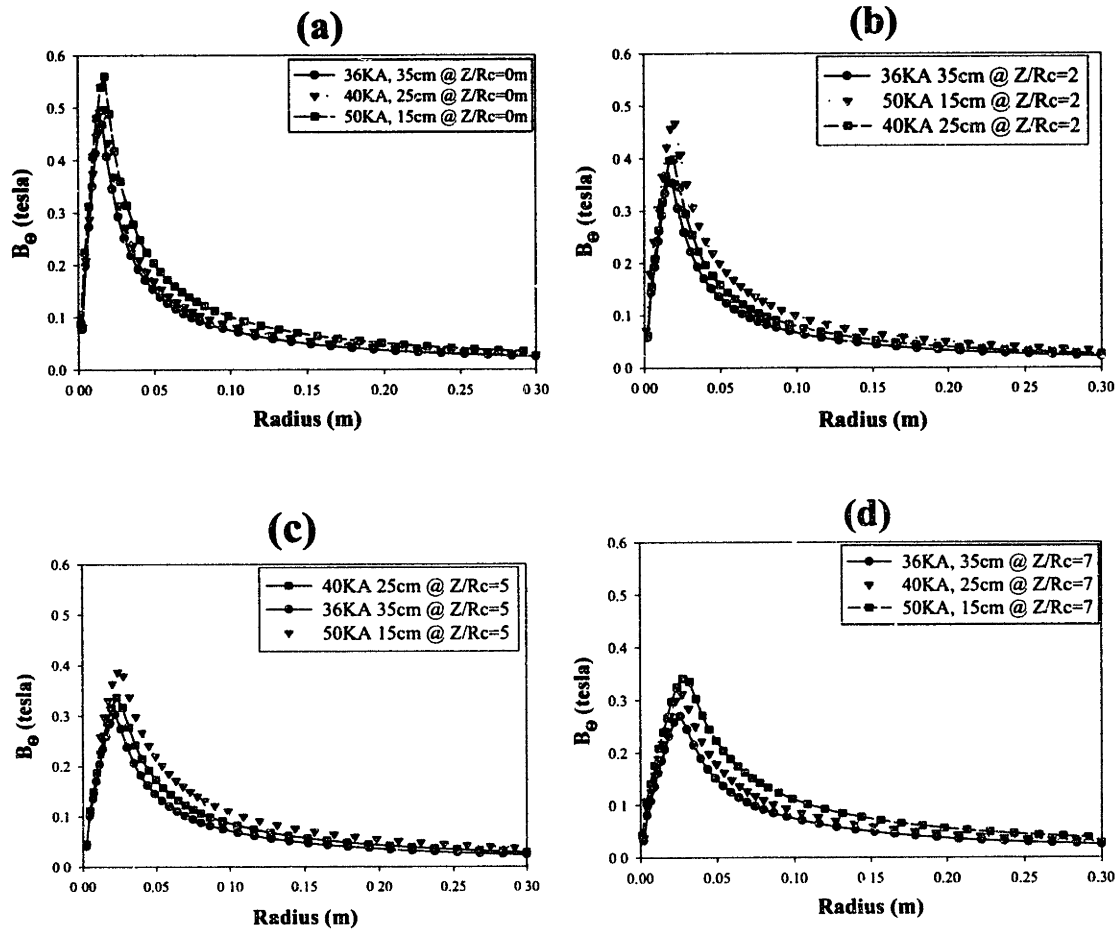 (a)
0.6
0.5
0.4
0.3
0.2
0.1
0.0
B_Θ (tesla)
36KA, 35cm @ Z/Rc=0m
40KA, 25cm @ Z/Rc=0m
50KA, 15cm @ Z/Rc=0m
0.00 0 05 0.10 0 15 0 20 0 25 0.30
Radius (m)
(b)
0.6
0.5
0.4
0.3
0.2
0.1
0.0
B_Θ (tesla)
36KA 35cm @ Z/Rc=2
50KA 15cm @ Z/Rc=2
40KA 25cm @ Z/Rc=2
0.00 0.05 0.10 0 15 0 20 0 25 0.30
Radius (m)
(c)
0.6
0.5
0.4
0.3
0.2
0.1
0.0
B_Θ (tesla)
40KA 25cm @ Z/Rc=5
36KA 35cm @ Z/Rc=5
50KA 15cm @ Z/Rc=5
0 00 0.05 0.10 0 15 0 20 0 25 0.30
Radius (m)
(d)
0.6
0.5
0.4
0.3
0.2
0.1
0.0
B_Θ (tesla)
36KA, 35cm @ Z/Rc=7
40KA, 25cm @ Z/Rc=7
50KA, 15cm @ Z/Rc=7
0.00 0.05 0.10 0 15 0 20 0 25 0.30
Radius (m)